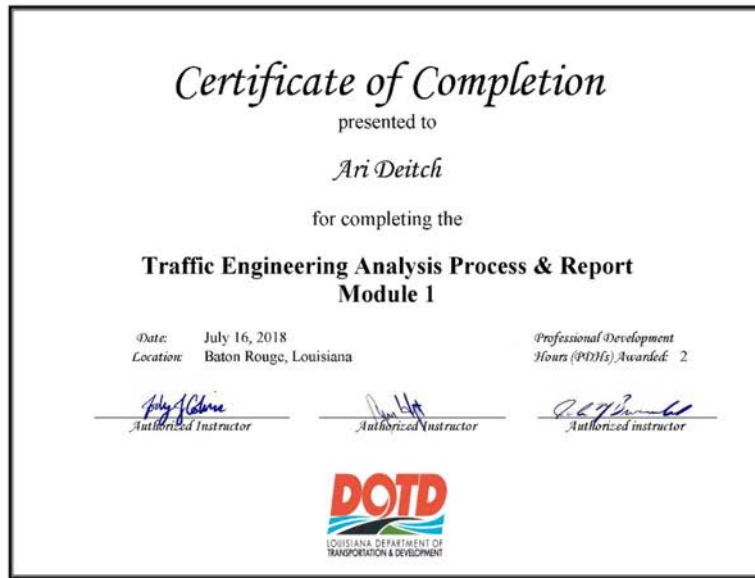 Certificate of Completion
presented to
Ari Deitch
for completing the
Traffic Engineering Analysis Process & Report
Module 1
Date: July 16, 2018
Location: Baton Rouge, Louisiana
Professional Development
Hours (PDHs) Awarded: 2
Authorized Instructor
Authorized Instructor
Authorized instructor
DOTD
LOUISIANA DEPARTMENT OF
TRANSPORTATION & DEVELOPMENT